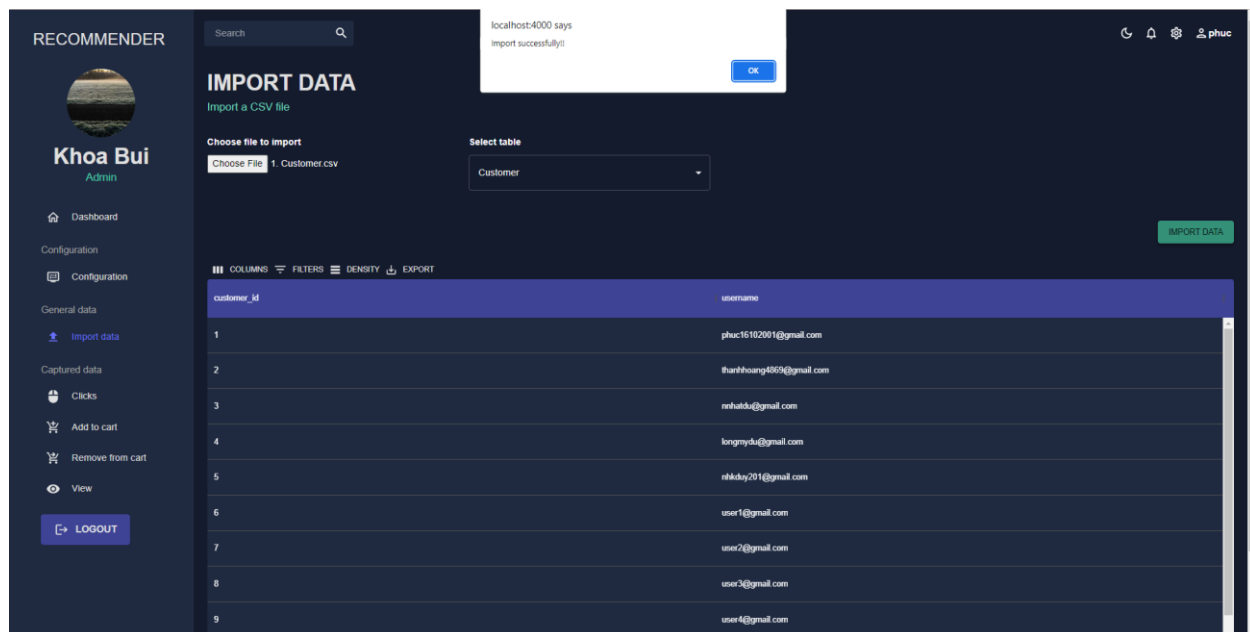 RECOMMENDER
Khoa Bui
Admin
Dashboard
Configuration
Configuration
General data
Import data
Captured data
Clicks
Add to cart
Remove from cart
View
LOGOUT
Search
localhost:4000 says
Import successfully!!
OK
phuc
IMPORT DATA
Import a CSV file
Choose file to import
Select table
Choose File 1. Customer.csv
Customer
IMPORT DATA
COLUMNS FILTERS DENSITY EXPORT
customer_id username
1 phuc16102001@gmail.com
2 thanhhoang4869@gmail.com
3 nnhatdu@gmail.com
4 longmydu@gmail.com
5 nhkduy201@gmail.com
6 user1@gmail.com
7 user2@gmail.com
8 user3@gmail.com
9 user4@gmail.com